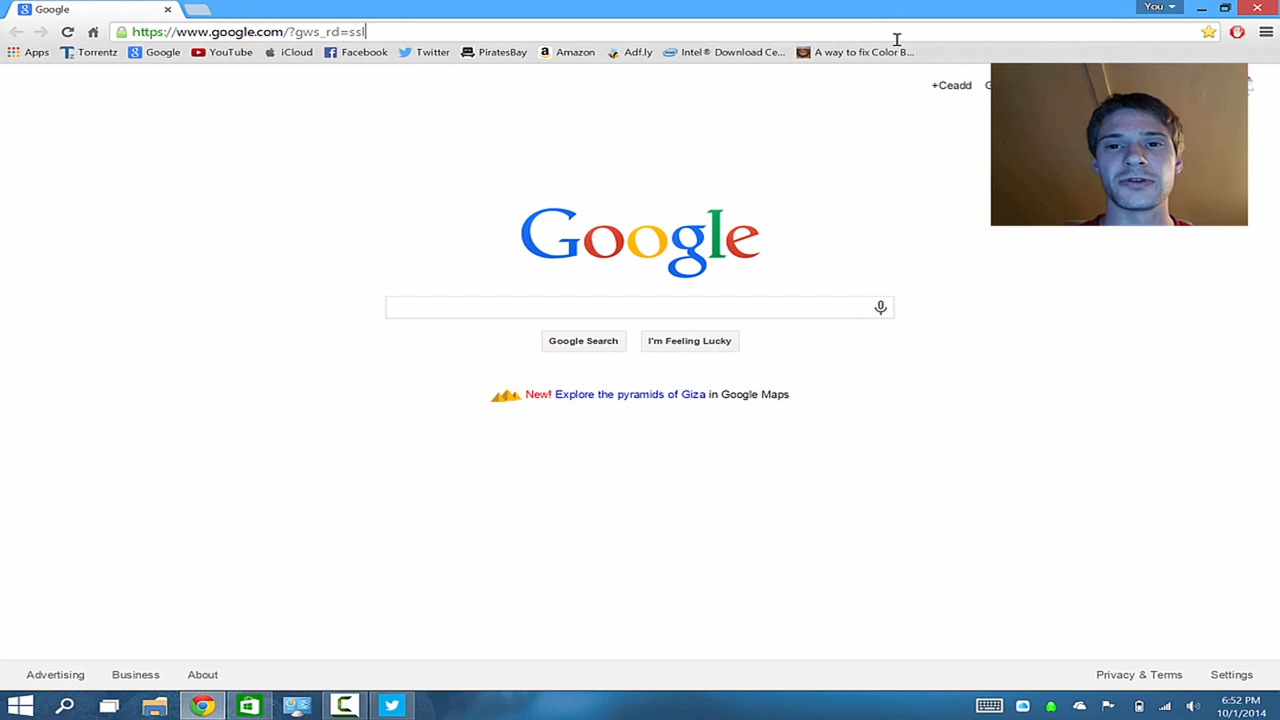 Google
You
https://www.google.com/?gws_rd=ssl
Apps Torrentz Google YouTube iCloud Facebook Twitter PiratesBay Amazon Adf.ly Intel® Download Ce... A way to fix Color B...
+Ceadd G
Google
Google Search I'm Feeling Lucky
New! Explore the pyramids of Giza in Google Maps
Advertising Business About Privacy & Terms Settings
6:52 PM
10/1/2014